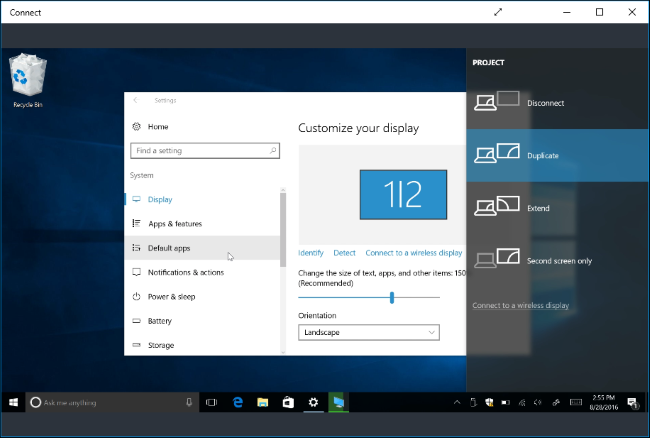 Connect
Recycle Bin
Settings
Home
Find a setting
System
Display
Apps & features
Default apps
Notifications & actions
Power & sleep
Battery
Storage
Customize your display
1|2
Identify Detect Connect to a wireless display
Change the size of text, apps, and other items: 150
(Recommended)
Orientation
Landscape
PROJECT
Disconnect
Duplicate
Extend
Second screen only
Connect to a wireless display
Ask me anything
2:55 PM
8/28/2016